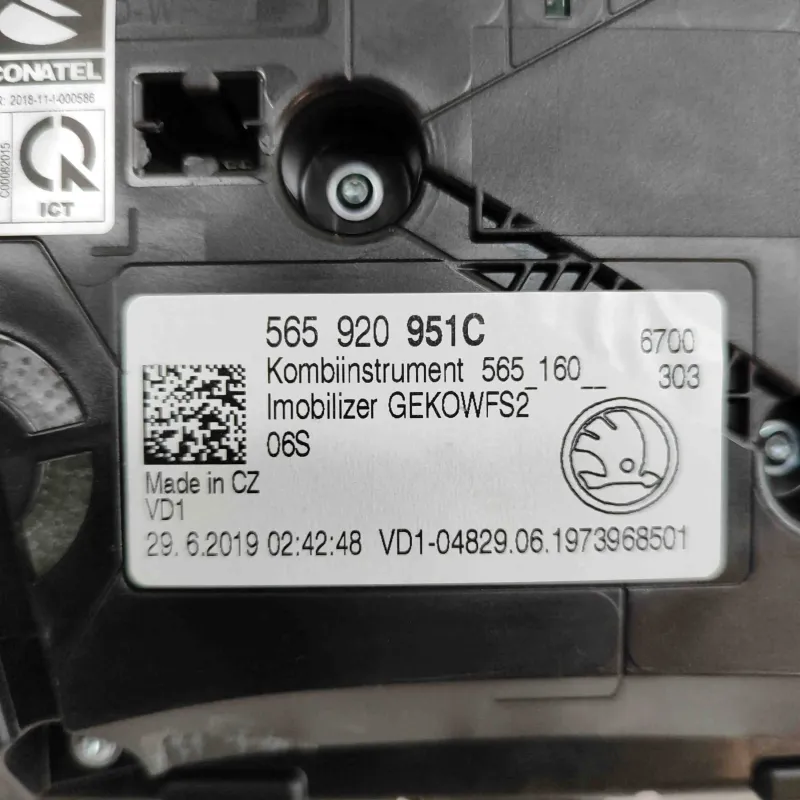 CONATEL
R: 2018-11-I-000586
C00082015
ICT
565 920 951C
6700
303
Kombiinstrument 565_160__
Imobilizer GEKOWFS2
06S
Made in CZ
VD1
29. 6.2019 02:42:48 VD1-04829.06.1973968501